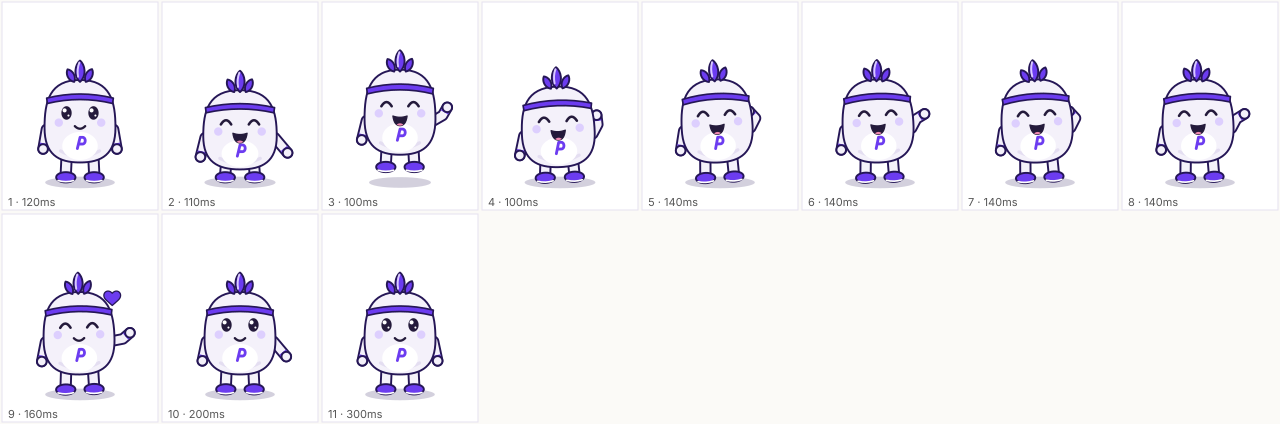 P P P P P P P P
1 · 120ms 2 · 110ms 3 · 100ms 4 · 100ms 5 · 140ms 6 · 140ms 7 · 140ms 8 · 140ms
P P P
9 · 160ms 10 · 200ms 11 · 300ms